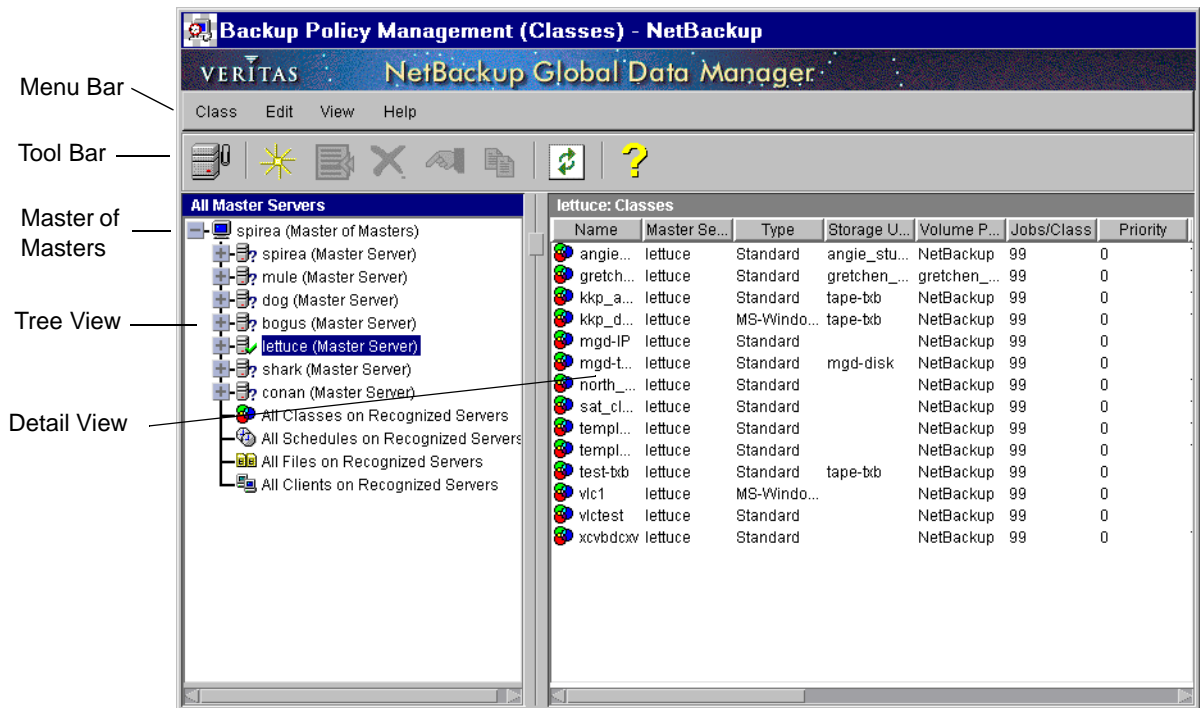 Backup Policy Management (Classes) - NetBackup
VERITAS NetBackup Global Data Manager
Menu Bar
Class Edit View Help
Tool Bar
Master of
Masters
Tree View
Detail View
All Master Servers
spirea (Master of Masters)
spirea (Master Server)
mule (Master Server)
dog (Master Server)
bogus (Master Server)
lettuce (Master Server)
shark (Master Server)
conan (Master Server)
All Classes on Recognized Servers
All Schedules on Recognized Servers
All Files on Recognized Servers
All Clients on Recognized Servers
lettuce: Classes
Name Master Se... Type Storage U... Volume P... Jobs/Class Priority
angie... lettuce Standard angie_stu... NetBackup 99 0
gretch... lettuce Standard gretchen_... gretchen_... 99 0
kkp_a... lettuce Standard tape-txb NetBackup 99 0
kkp_d... lettuce MS-Windo... tape-txb NetBackup 99 0
mgd-IP lettuce Standard NetBackup 99 0
mgd-t... lettuce Standard mgd-disk NetBackup 99 0
north_... lettuce Standard NetBackup 99 0
sat_cl... lettuce Standard NetBackup 99 0
templ... lettuce Standard NetBackup 99 0
templ... lettuce Standard NetBackup 99 0
test-txb lettuce Standard tape-txb NetBackup 99 0
vlc1 lettuce MS-Windo... NetBackup 99 0
vlctest lettuce Standard NetBackup 99 0
xcvbdcxv lettuce Standard NetBackup 99 0